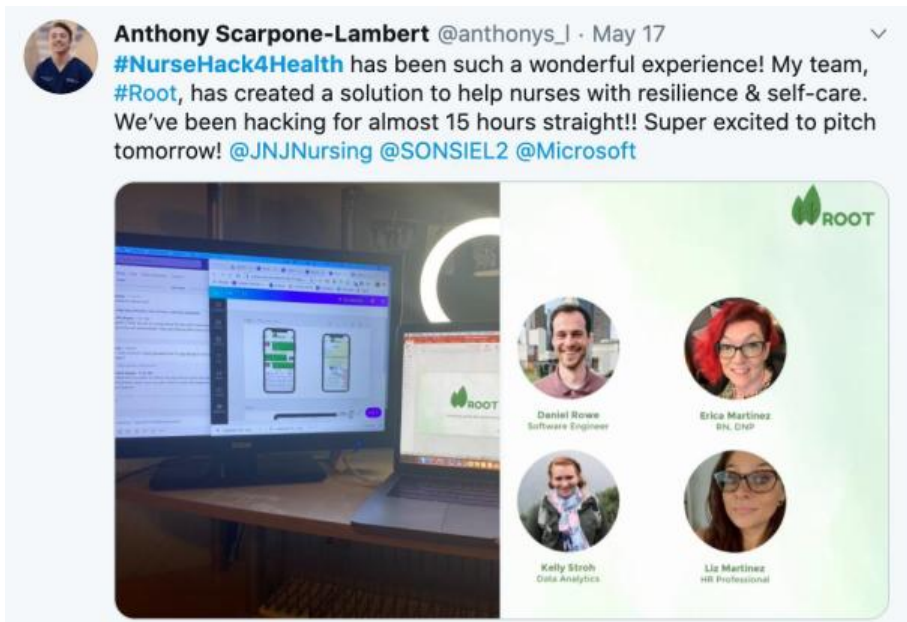 Anthony Scarpone-Lambert @anthonys_l · May 17
#NurseHack4Health has been such a wonderful experience! My team,
#Root, has created a solution to help nurses with resilience & self-care.
We’ve been hacking for almost 15 hours straight!! Super excited to pitch
tomorrow! @JNJNursing @SONSIEL2 @Microsoft
ROOT
ROOT
Daniel Rowe
Software Engineer
Erica Martinez
RN, DNP
Kelly Stroh
Data Analytics
Liz Martinez
HR Professional